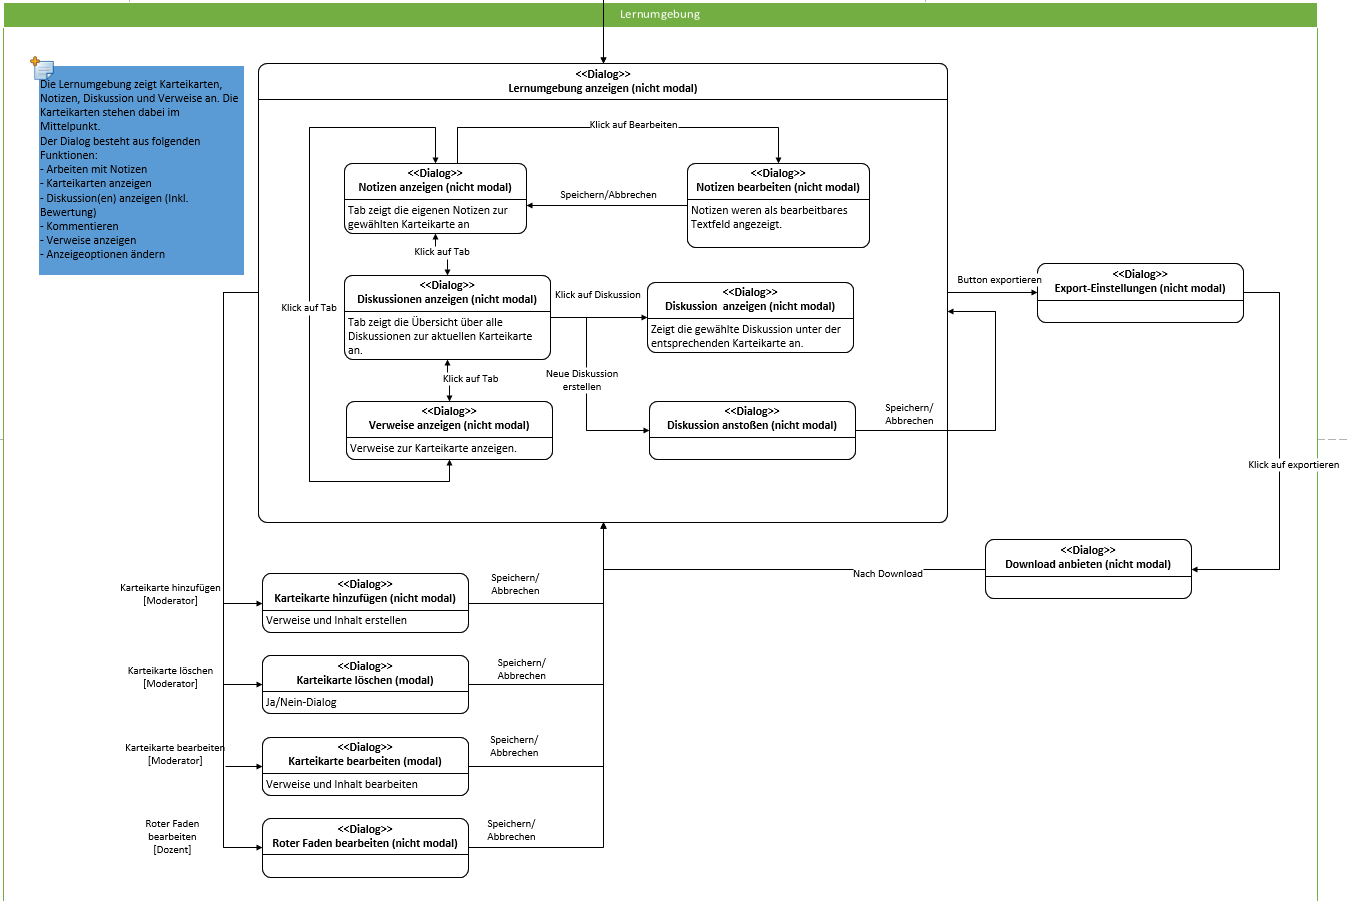 Lernumgebung
Die Lernumgebung zeigt Karteikarten,
Notizen, Diskussion und Verweise an. Die
Karteikarten stehen dabei im
Mittelpunkt.
Der Dialog besteht aus folgenden
Funktionen:
- Arbeiten mit Notizen
- Karteikarten anzeigen
- Diskussion(en) anzeigen (Inkl.
Bewertung)
- Kommentieren
- Verweise anzeigen
- Anzeigeoptionen ändern
<<Dialog>>
Lernumgebung anzeigen (nicht modal)
Klick auf Bearbeiten
<<Dialog>>
Notizen anzeigen (nicht modal)
Tab zeigt die eigenen Notizen zur
gewählten Karteikarte an
Speichern/Abbrechen
<<Dialog>>
Notizen bearbeiten (nicht modal)
Notizen weren als bearbeitbares
Textfeld angezeigt.
Klick auf Tab
Klick auf Tab
<<Dialog>>
Diskussionen anzeigen (nicht modal)
Tab zeigt die Übersicht über alle
Diskussionen zur aktuellen Karteikarte
an.
Klick auf Diskussion
<<Dialog>>
Diskussion anzeigen (nicht modal)
Zeigt die gewählte Diskussion unter der
entsprechenden Karteikarte an.
Button exportieren
<<Dialog>>
Export-Einstellungen (nicht modal)
Klick auf Tab
Neue Diskussion
erstellen
<<Dialog>>
Verweise anzeigen (nicht modal)
Verweise zur Karteikarte anzeigen.
<<Dialog>>
Diskussion anstoßen (nicht modal)
Speichern/
Abbrechen
Klick auf exportieren
<<Dialog>>
Download anbieten (nicht modal)
Nach Download
Karteikarte hinzufügen
[Moderator]
<<Dialog>>
Karteikarte hinzufügen (nicht modal)
Verweise und Inhalt erstellen
Speichern/
Abbrechen
Karteikarte löschen
[Moderator]
<<Dialog>>
Karteikarte löschen (modal)
Ja/Nein-Dialog
Speichern/
Abbrechen
Karteikarte bearbeiten
[Moderator]
<<Dialog>>
Karteikarte bearbeiten (modal)
Verweise und Inhalt bearbeiten
Speichern/
Abbrechen
Roter Faden
bearbeiten
[Dozent]
<<Dialog>>
Roter Faden bearbeiten (nicht modal)
Speichern/
Abbrechen